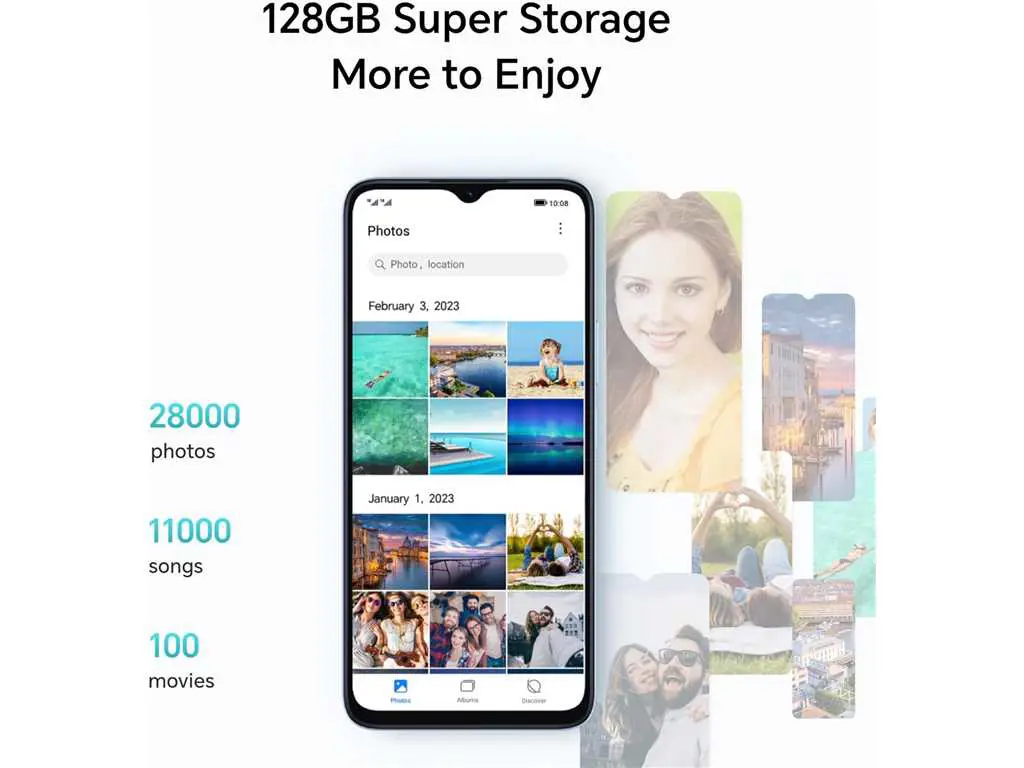 128GB Super Storage
More to Enjoy
10:08
Photos
Photo, location
February 3, 2023
January 1, 2023
Photos
Albums
Discover
28000
photos
11000
songs
100
movies